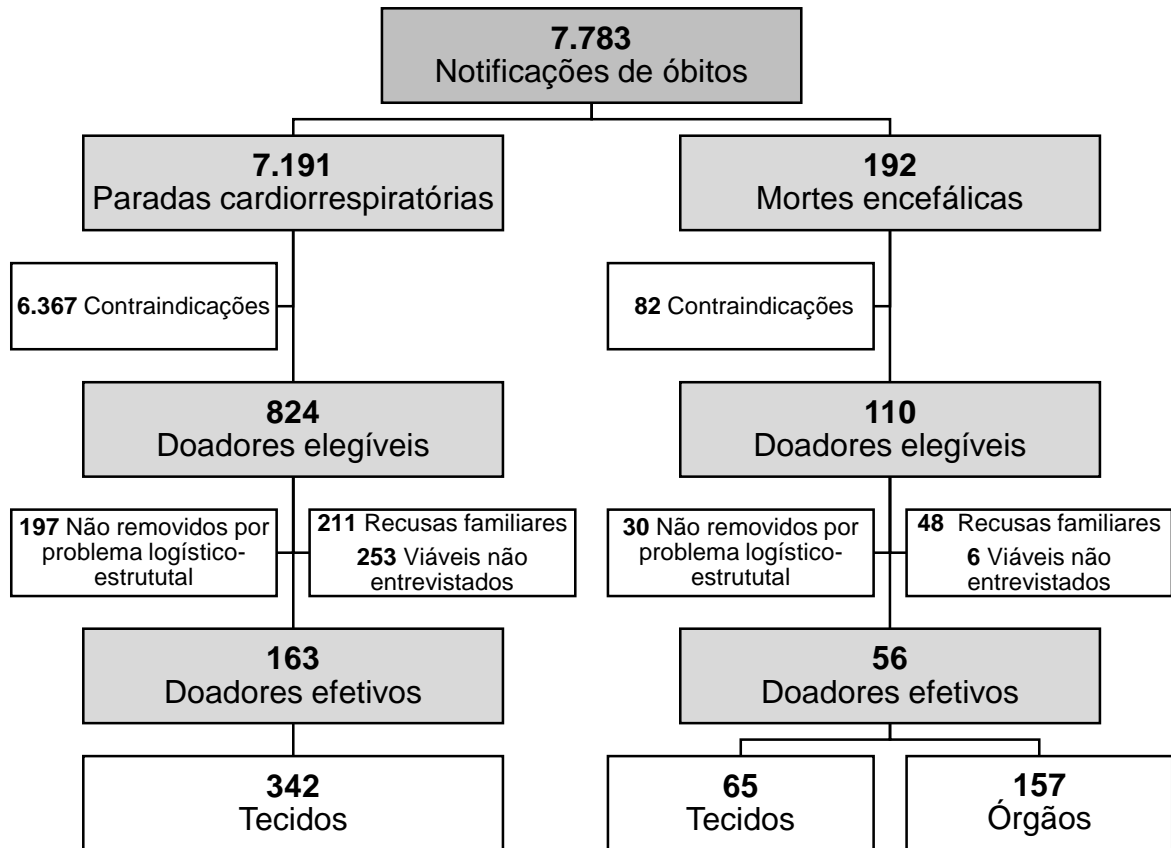 7.783
Notificações de óbitos
7.191
Paradas cardiorrespiratórias
192
Mortes encefálicas
6.367 Contraindicações
82 Contraindicações
824
Doadores elegíveis
110
Doadores elegíveis
197 Não removidos por
problema logístico-
estrututal
211 Recusas familiares
253 Viáveis não
entrevistados
30 Não removidos por
problema logístico-
estrututal
48 Recusas familiares
6 Viáveis não
entrevistados
163
Doadores efetivos
56
Doadores efetivos
342
Tecidos
65
Tecidos
157
Órgãos